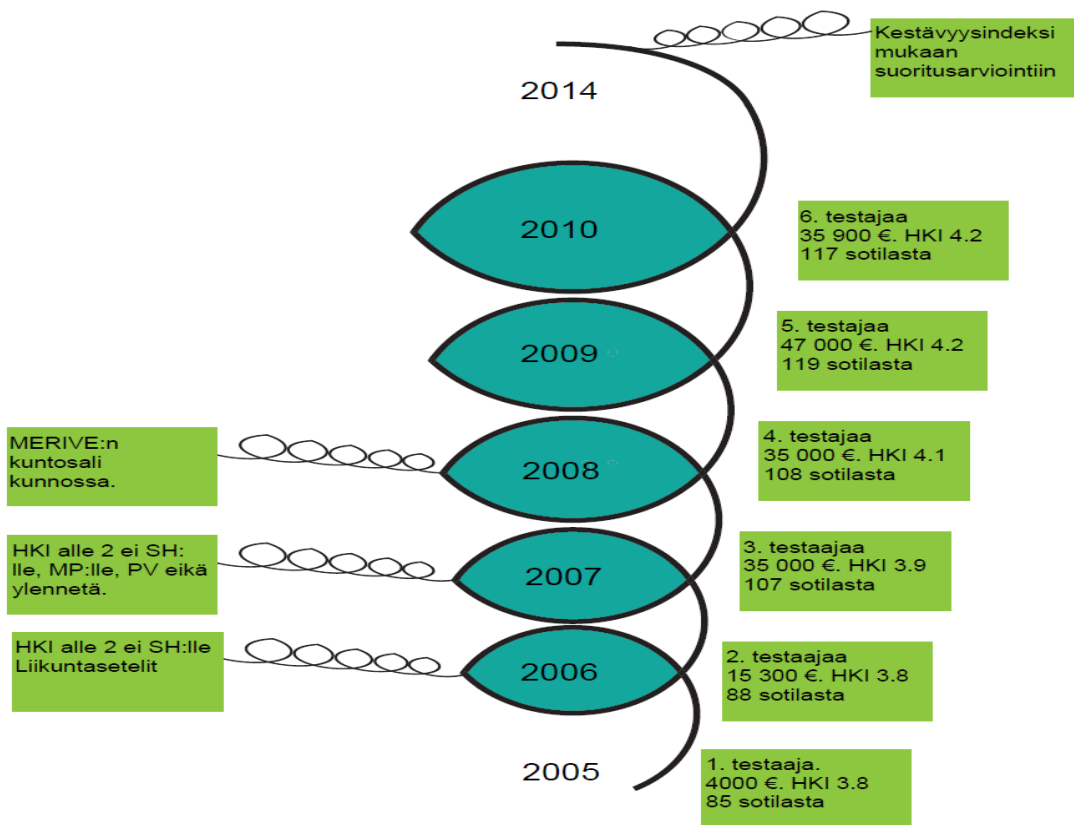 Kestävyysindeksi
mukaan
suoritusarviointiin
2014
2010
6. testajaa
35 900 €. HKI 4.2
117 sotilasta
2009
5. testajaa
47 000 €. HKI 4.2
119 sotilasta
MERIVE:n
kuntosali
kunnossa.
2008
4. testajaa
35 000 €. HKI 4.1
108 sotilasta
HKI alle 2 ei SH:
lle, MP:lle, PV eikä
ylennetä.
2007
3. testaajaa
35 000 €. HKI 3.9
107 sotilasta
HKI alle 2 ei SH:lle
Liikuntasetelit
2006
2. testaajaa
15 300 €. HKI 3.8
88 sotilasta
2005
1. testaaja.
4000 €. HKI 3.8
85 sotilasta